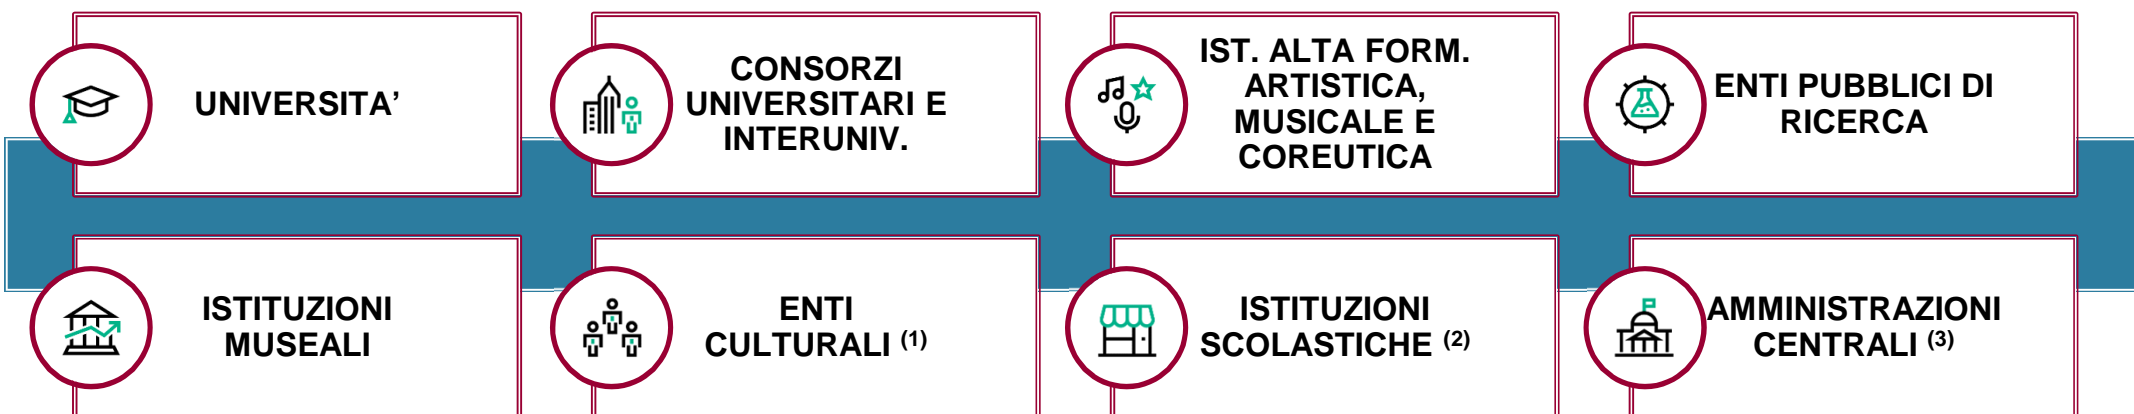 UNIVERSITA’
CONSORZI
UNIVERSITARI E
INTERUNIV.
IST. ALTA FORM.
ARTISTICA,
MUSICALE E
COREUTICA
ENTI PUBBLICI DI
RICERCA
ISTITUZIONI
MUSEALI
ENTI
CULTURALI (1)
ISTITUZIONI
SCOLASTICHE (2)
AMMINISTRAZIONI
CENTRALI (3)